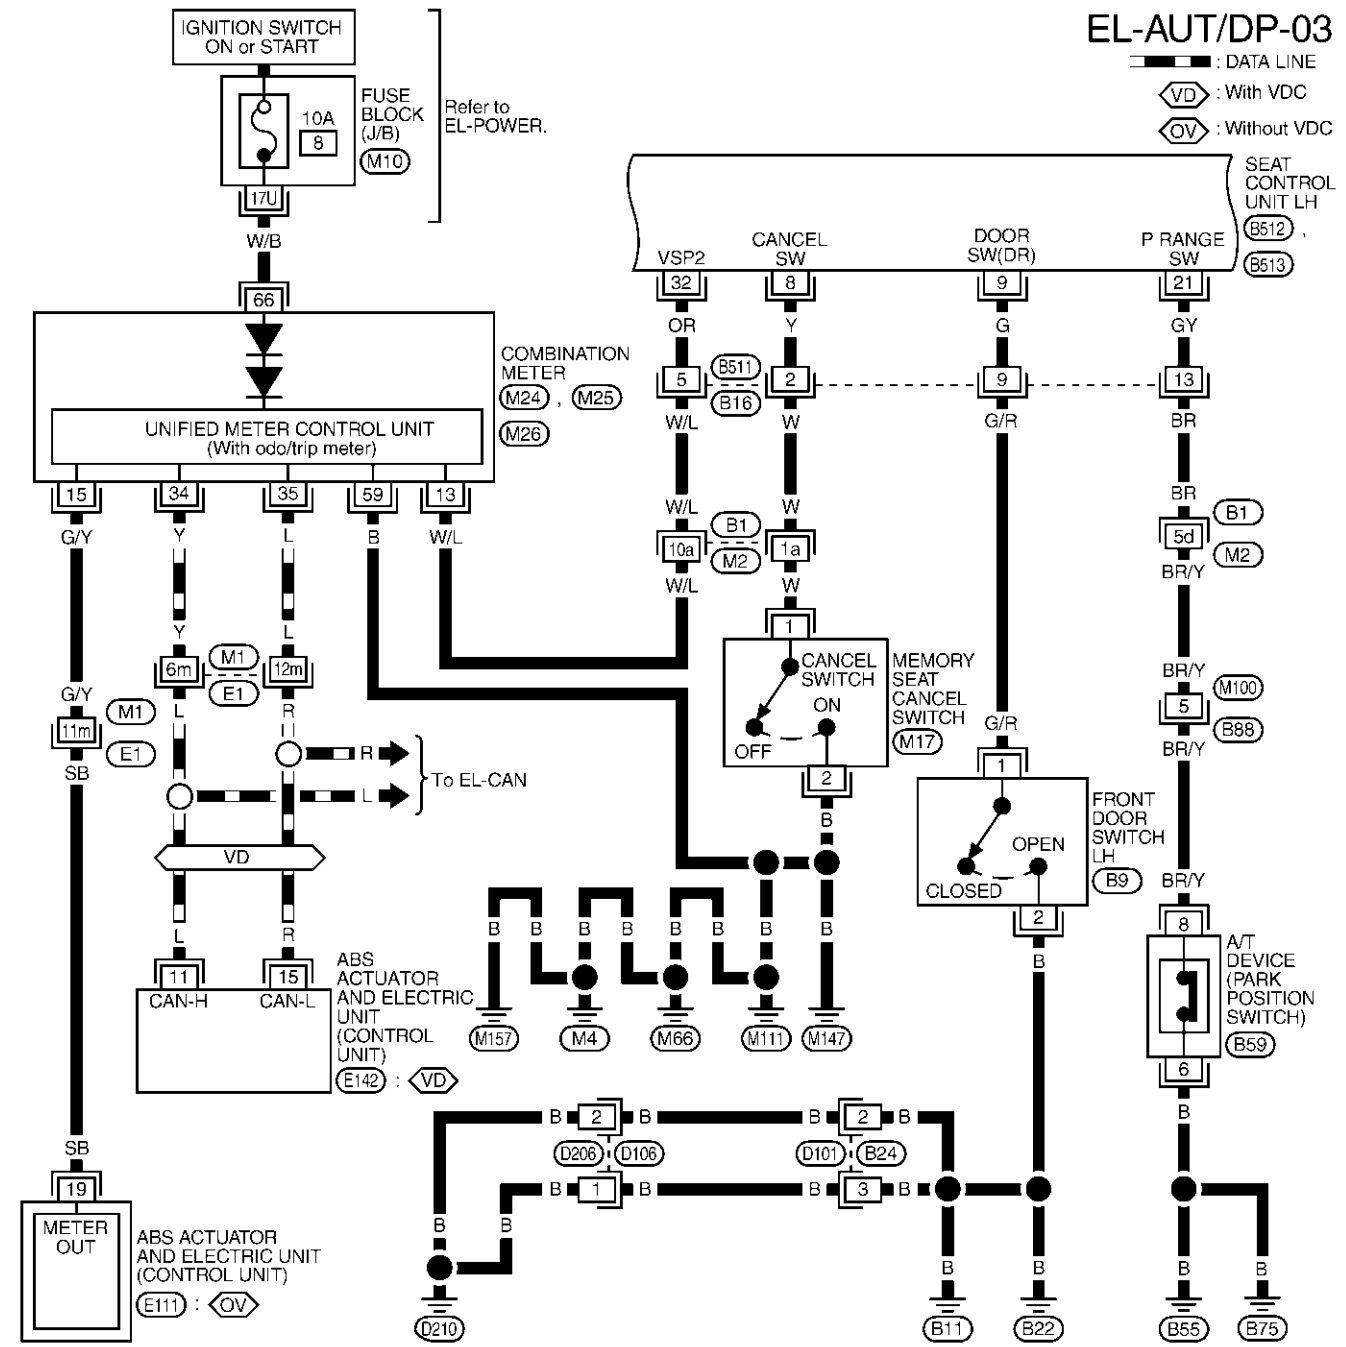 EL-AUT/DP-03
: DATA LINE
VD : With VDC
OV : Without VDC
IGNITION SWITCH
ON or START
10A
8
FUSE
BLOCK
(J/B)
M10
Refer to
EL-POWER.
17U
W/B
66
COMBINATION
METER
M24 , M25
M26
UNIFIED METER CONTROL UNIT
(With odo/trip meter)
15 34 35 59 13
G/Y Y L B W/L
Y L
6m M1 12m
E1
G/Y L R
11m M1
E1
SB
R
L
To EL-CAN
VD
L R
11 15
CAN-H CAN-L
ABS
ACTUATOR
AND ELECTRIC
UNIT
(CONTROL
UNIT)
E142 : VD
SB
19
METER
OUT
ABS ACTUATOR
AND ELECTRIC UNIT
(CONTROL UNIT)
E111 : OV
SEAT
CONTROL
UNIT LH
B512 ,
B513
VSP2
CANCEL
SW
DOOR
SW(DR)
P RANGE
SW
32 8 9 21
OR Y G GY
5 B511 2 9 13
B16
W/L W G/R BR
W/L W BR
10a B1 1a 5d B1
M2 M2
W/L W BR/Y
1
CANCEL
SWITCH
ON
OFF
MEMORY
SEAT
CANCEL
SWITCH
M17
2
B
BR/Y
5 M100
B88
BR/Y
G/R
1
OPEN
CLOSED
FRONT
DOOR
SWITCH
LH
B9
2
B
BR/Y
8
A/T
DEVICE
(PARK
POSITION
SWITCH)
B59
6
B
B B B B B B B B
M157 M4 M66 M111 M147
B 2 B B 2 B
D206 D106 D101 B24
B 1 B B 3 B
B B
B B B B
D210 B11 B22 B55 B75